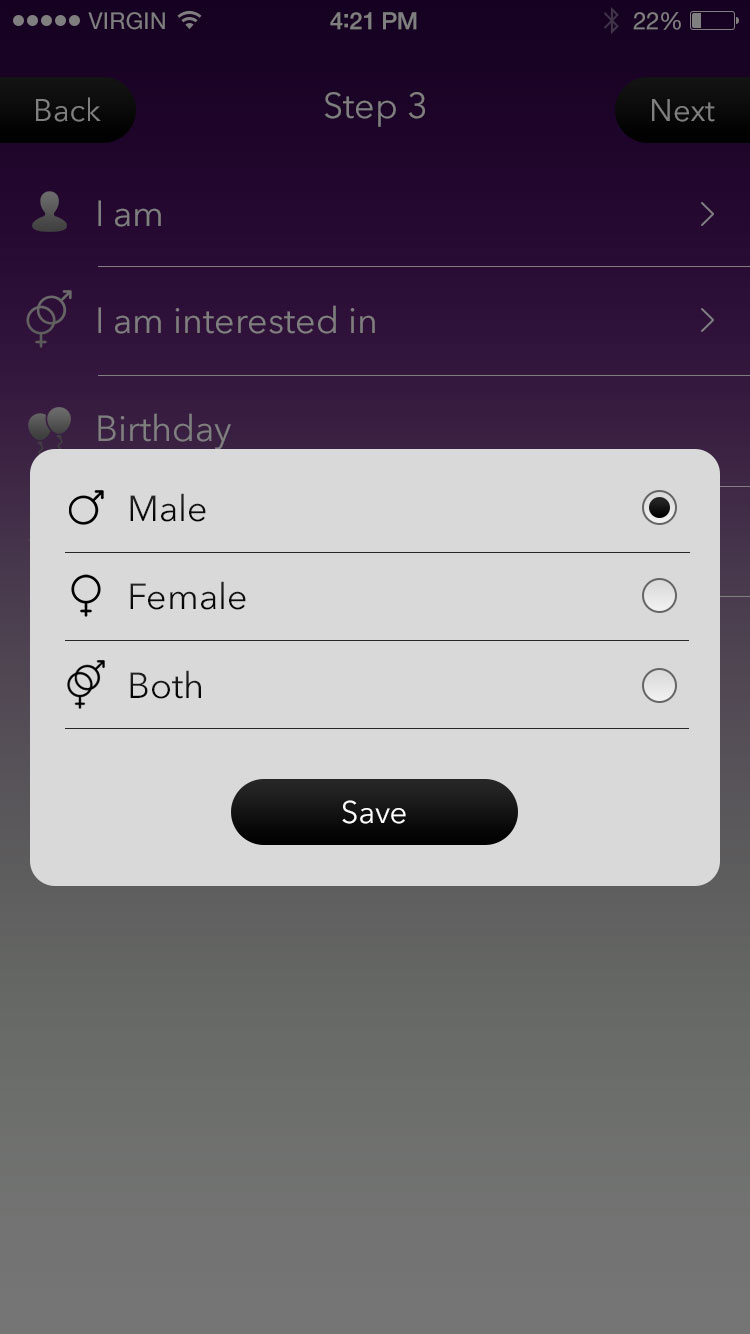 VIRGIN 4:21 PM 22%
Back Step 3 Next
I am
I am interested in
Birthday
Male
Female
Both
Save